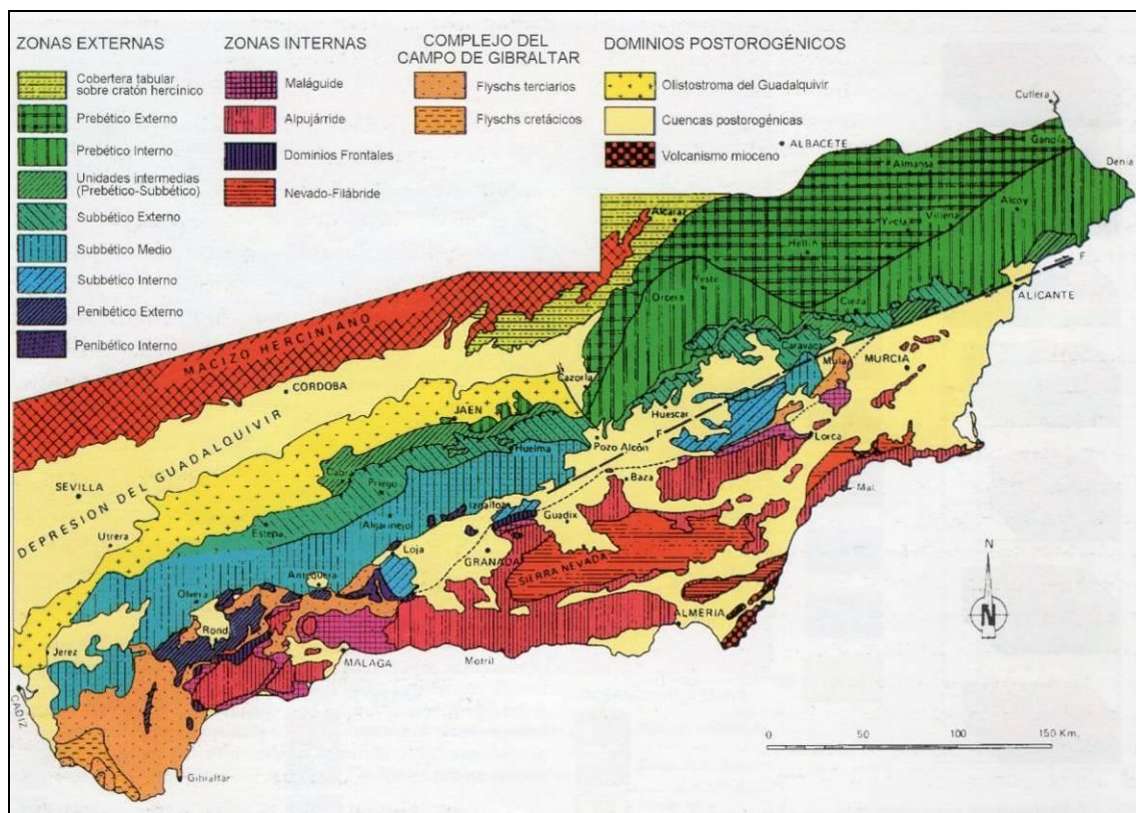 ZONAS EXTERNAS
Cobertera tabular
sobre cratón hercínico
Prebético Externo
Prebético Interno
Unidades intermedias
(Prebético-Subbético)
Subbético Externo
Subbético Medio
Subbético Interno
Penibético Externo
Penibético Interno
ZONAS INTERNAS
Maláguide
Alpujárride
Dominios Frontales
Nevado-Filábride
COMPLEJO DEL
CAMPO DE GIBRALTAR
Flyschs terciarios
Flyschs cretácicos
DOMINIOS POSTOROGÉNICOS
Olistostroma del Guadalquivir
Cuencas postorogénicas
Volcanismo mioceno
Cullera
ALBACETE
Gandía
Almansa
Denia
Alcaraz
Yecla
Villena
Alcoy
Hellín
Yeste
Orcera
F
Cieza
ALICANTE
MACIZO HERCINIANO
Caravaca
Mula
MURCIA
CORDOBA
Cazorla
JAEN
Huescar
F
Lorca
Pozo Alcón
Huelma
Cabra
Baza
Mal.
SEVILLA
DEPRESION DEL GUADALQUIVIR
Priego
Iznalloz
Guadix
Utrera
Estepa
(Algarinejo)
Loja
GRANADA
SIERRA NEVADA
Antequera
Olvera
ALMERIA
N
N
Rond
Jerez
MALAGA
Motril
CADIZ
Gibraltar
0 50 100 150 Km.